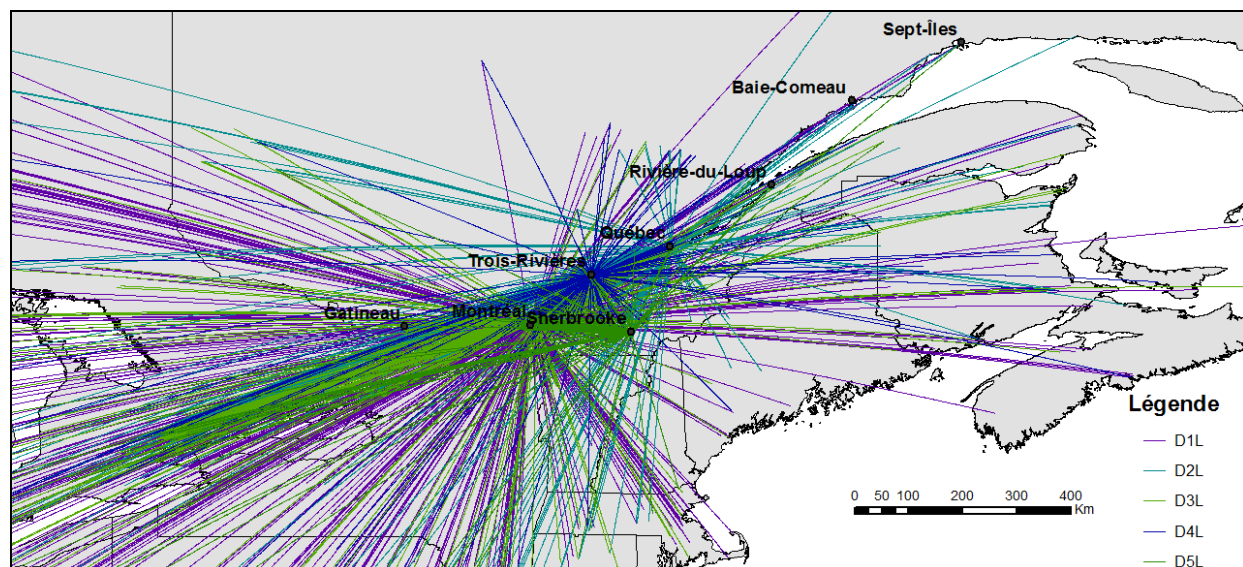 Sept-Îles
Baie-Comeau
Rivière-du-Loup
Québec
Trois-Rivières
Gatineau
Montréal
Sherbrooke
Légende
D1L
D2L
D3L
D4L
D5L
0 50 100 200 300 400
Km